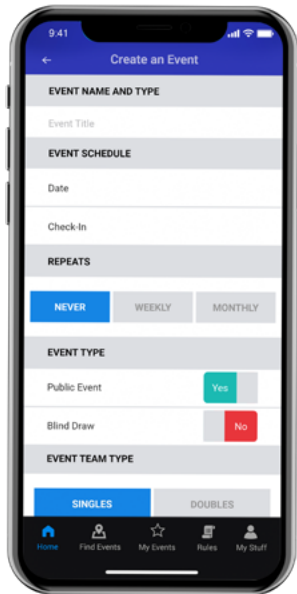 9:41
Create an Event
EVENT NAME AND TYPE
Event Title
EVENT SCHEDULE
Date
Check-In
REPEATS
NEVER WEEKLY MONTHLY
EVENT TYPE
Public Event Yes
Blind Draw No
EVENT TEAM TYPE
SINGLES DOUBLES
Home Find Events My Events Rules My Stuff